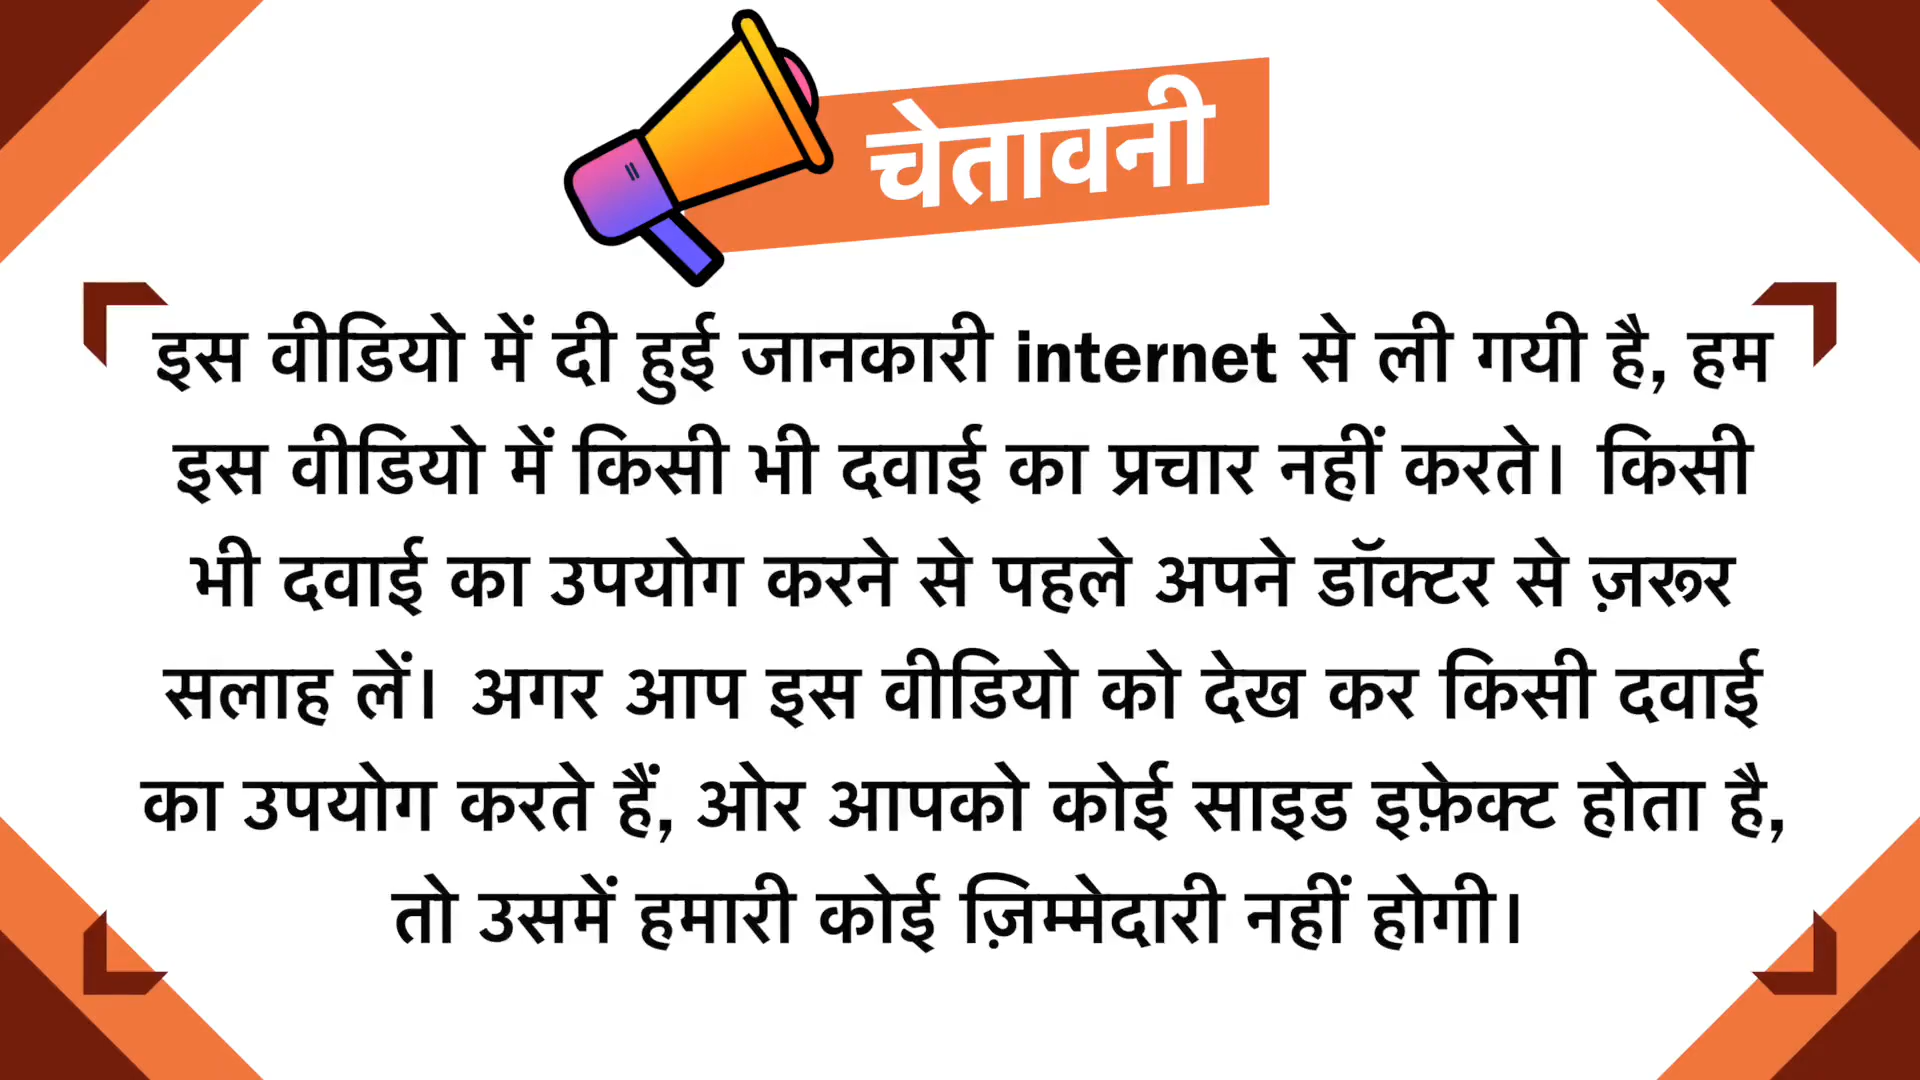 चेतावनी
इस वीडियो में दी हुई जानकारी internet से ली गयी है, हम
इस वीडियो में किसी भी दवाई का प्रचार नहीं करते। किसी
भी दवाई का उपयोग करने से पहले अपने डॉक्टर से ज़रूर
सलाह लें। अगर आप इस वीडियो को देख कर किसी दवाई
का उपयोग करते हैं, ओर आपको कोई साइड इफ़ेक्ट होता है,
तो उसमें हमारी कोई ज़िम्मेदारी नहीं होगी।